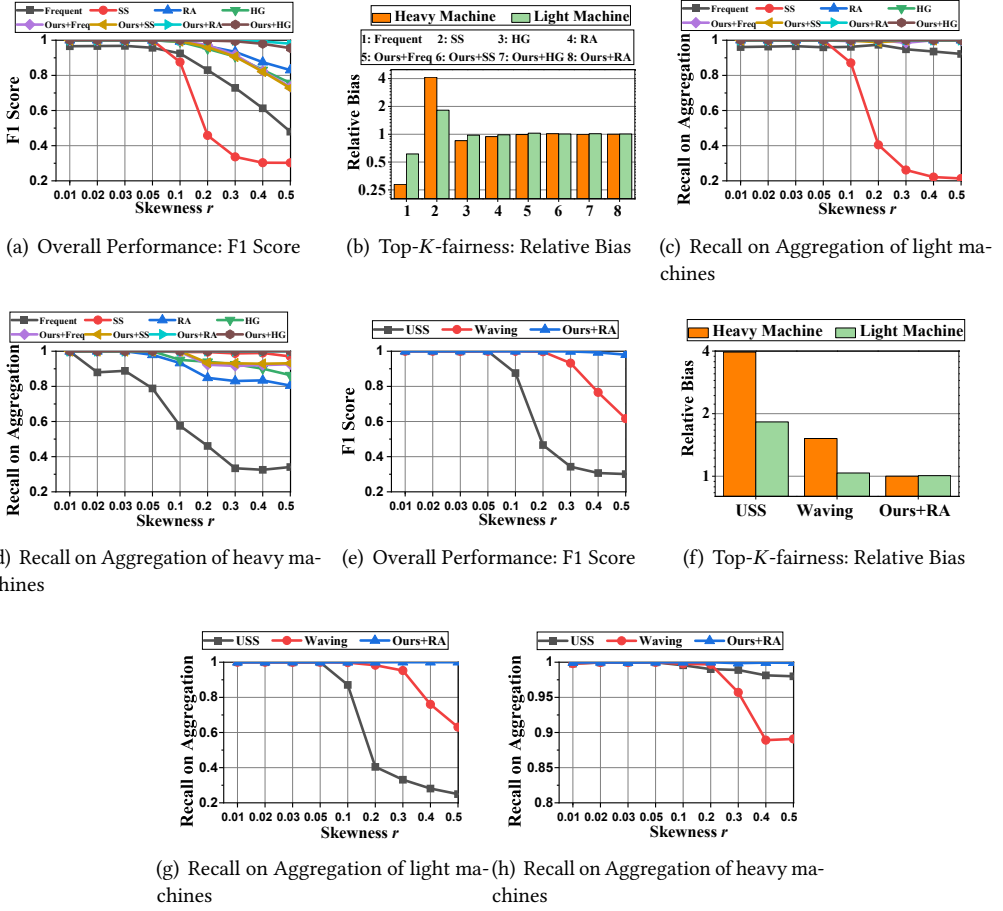 Frequent SS RA HG
Ours+Freq Ours+SS Ours+RA Ours+HG
F1 Score
1
0.8
0.6
0.4
0.2
0.01 0.02 0.03 0.05 0.1 0.2 0.3 0.4 0.5
Skewness r
(a) Overall Performance: F1 Score
Heavy Machine Light Machine
1: Frequent 2: SS 3: HG 4: RA
5: Ours+Freq 6: Ours+SS 7: Ours+HG 8: Ours+RA
Relative Bias
4
2
1
0.5
0.25
1 2 3 4 5 6 7 8
(b) Top-K-fairness: Relative Bias
Frequent SS RA HG
Ours+Freq Ours+SS Ours+RA Ours+HG
Recall on Aggregation
1
0.8
0.6
0.4
0.2
0.01 0.02 0.03 0.05 0.1 0.2 0.3 0.4 0.5
Skewness r
(c) Recall on Aggregation of light ma-
chines
Frequent SS RA HG
Ours+Freq Ours+SS Ours+RA Ours+HG
Recall on Aggregation
1
0.8
0.6
0.4
0.2
0.01 0.02 0.03 0.05 0.1 0.2 0.3 0.4 0.5
Skewness r
d) Recall on Aggregation of heavy ma-
hines
USS Waving Ours+RA
F1 Score
1
0.8
0.6
0.4
0.2
0.01 0.02 0.03 0.05 0.1 0.2 0.3 0.4 0.5
Skewness r
(e) Overall Performance: F1 Score
Heavy Machine Light Machine
Relative Bias
4
2
1
USS Waving Ours+RA
(f) Top-K-fairness: Relative Bias
USS Waving Ours+RA
Recall on Aggregation
1
0.8
0.6
0.4
0.2
0.01 0.02 0.03 0.05 0.1 0.2 0.3 0.4 0.5
Skewness r
(g) Recall on Aggregation of light ma-
chines
USS Waving Ours+RA
Recall on Aggregation
1
0.95
0.9
0.85
0.8
0.01 0.02 0.03 0.05 0.1 0.2 0.3 0.4 0.5
Skewness r
(h) Recall on Aggregation of heavy ma-
chines